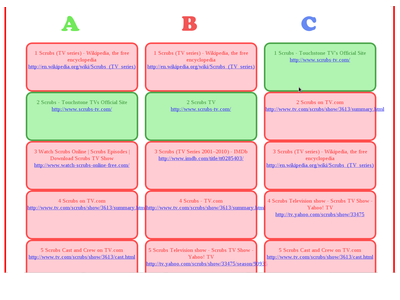 A
B
C
1 Scrubs (TV series) - Wikipedia, the free
encyclopedia
http://en.wikipedia.org/wiki/Scrubs_(TV_series)
2 Scrubs - Touchstone TV's Official Site
http://www.scrubs-tv.com/
3 Watch Scrubs Online | Scrubs Episodes |
Download Scrubs TV Show
http://www.watch-scrubs-online-free.com/
4 Scrubs on TV.com
http://www.tv.com/scrubs/show/3613/summary.html
5 Scrubs Cast and Crew on TV.com
http://www.tv.com/scrubs/show/3613/cast.html
1 Scrubs (TV series) - Wikipedia, the free
encyclopedia
http://en.wikipedia.org/wiki/Scrubs_(TV_series)
2 Scrubs TV
http://www.scrubs-tv.com/
3 Scrubs (TV Series 2001–2010) - IMDb
http://www.imdb.com/title/tt0285403/
4 Scrubs - TV.com
http://www.tv.com/scrubs/show/3613/summary.html
5 Scrubs Television show - Scrubs TV Show -
Yahoo! TV
http://tv.yahoo.com/scrubs/show/33475/season/
1 Scrubs - Touchstone TV's Official Site
http://www.scrubs-tv.com/
2 Scrubs on TV.com
http://www.tv.com/scrubs/show/3613/summary.html
3 Scrubs (TV series) - Wikipedia, the free
encyclopedia
http://en.wikipedia.org/wiki/Scrubs_(TV_series)
4 Scrubs Television show - Scrubs TV Show -
Yahoo! TV
http://tv.yahoo.com/scrubs/show/33475
5 Scrubs Cast and Crew on TV.com
http://www.tv.com/scrubs/show/3613/cast.html